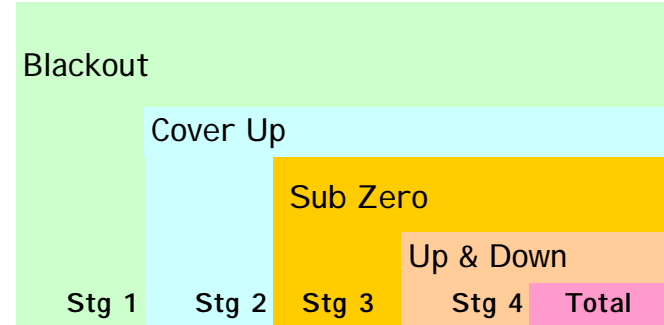 Blackout
Cover Up
Sub Zero
Up & Down
Stg 1 Stg 2 Stg 3 Stg 4 Total